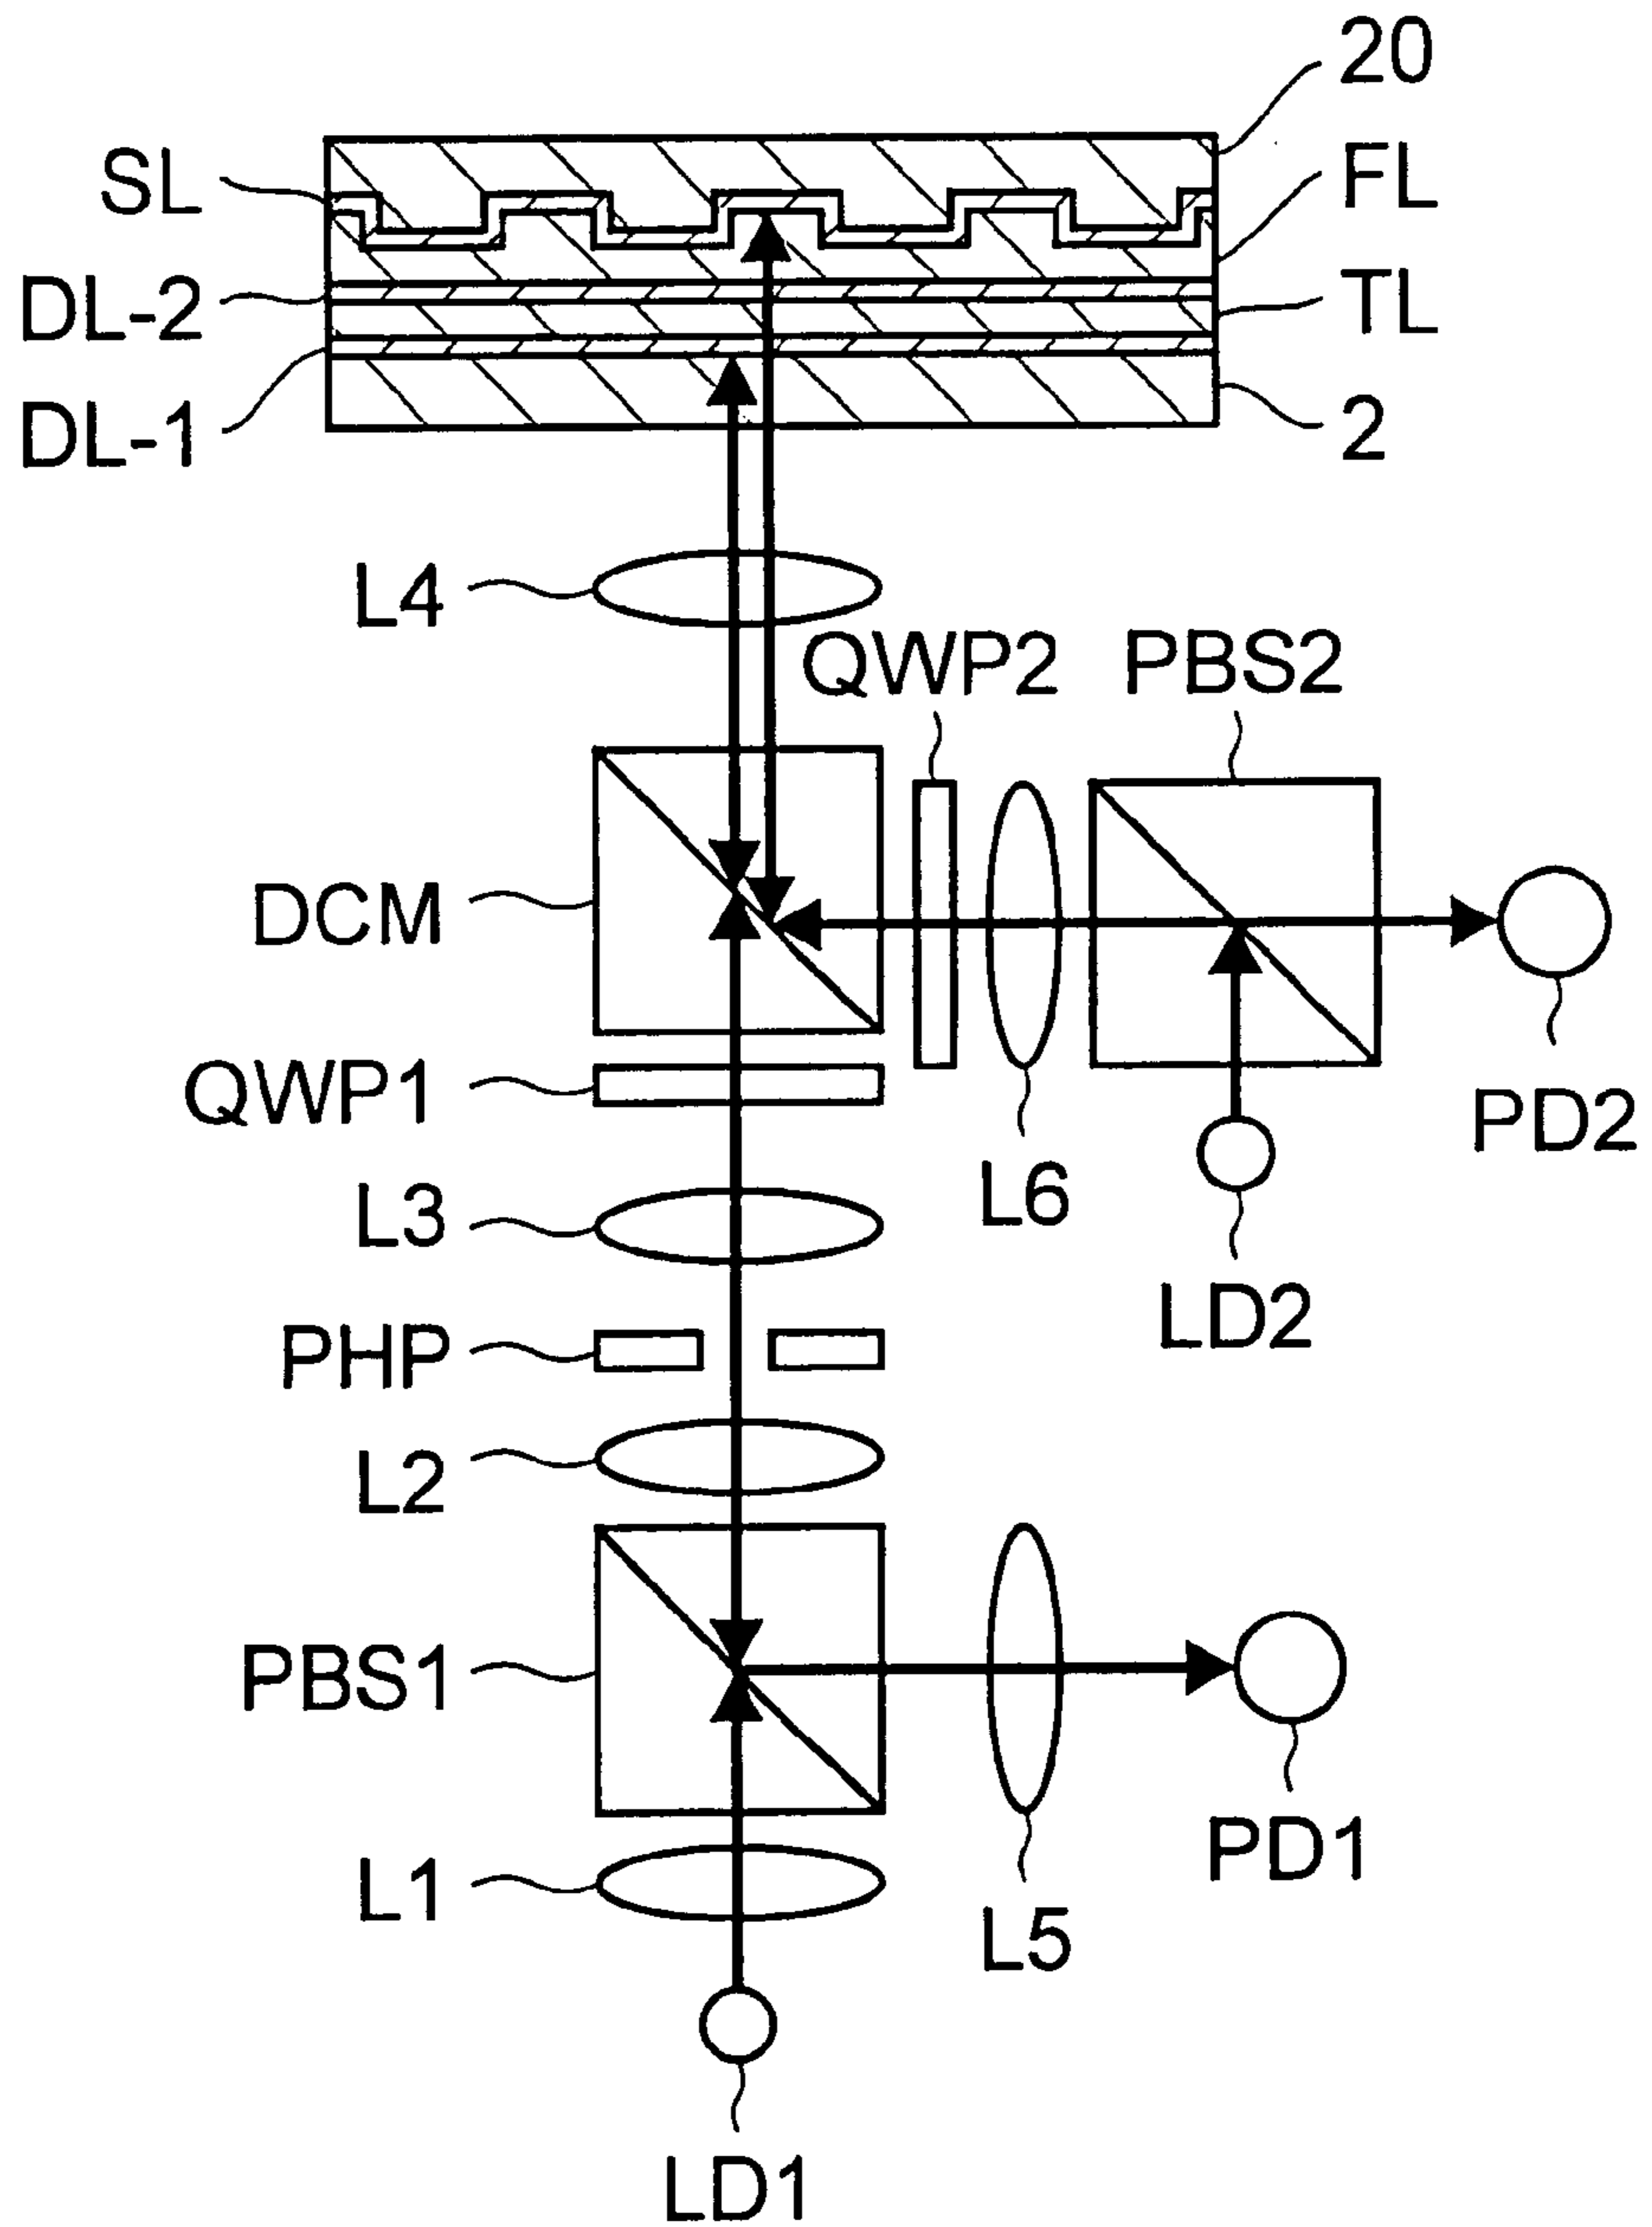 20
SL
FL
DL-2
TL
DL-1
2
L4
QWP2
PBS2
DCM
QWP1
PD2
L3
L6
LD2
PHP
L2
PBS1
PD1
L1
L5
LD1